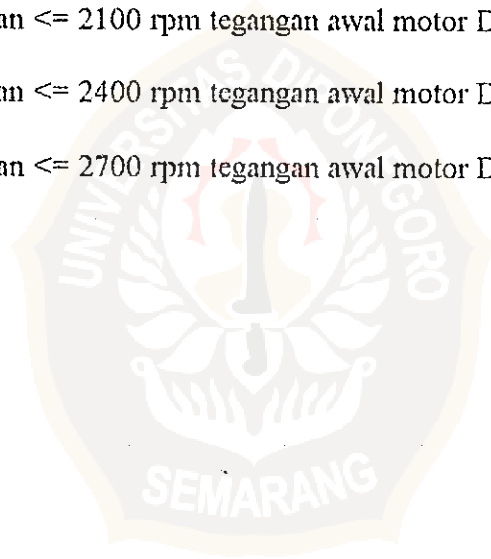 an <= 2100 rpm tegangan awal motor D
an <= 2400 rpm tegangan awal motor D
an <= 2700 rpm tegangan awal motor D
UNIVERSITAS DIPONEGORO
SEMARANG